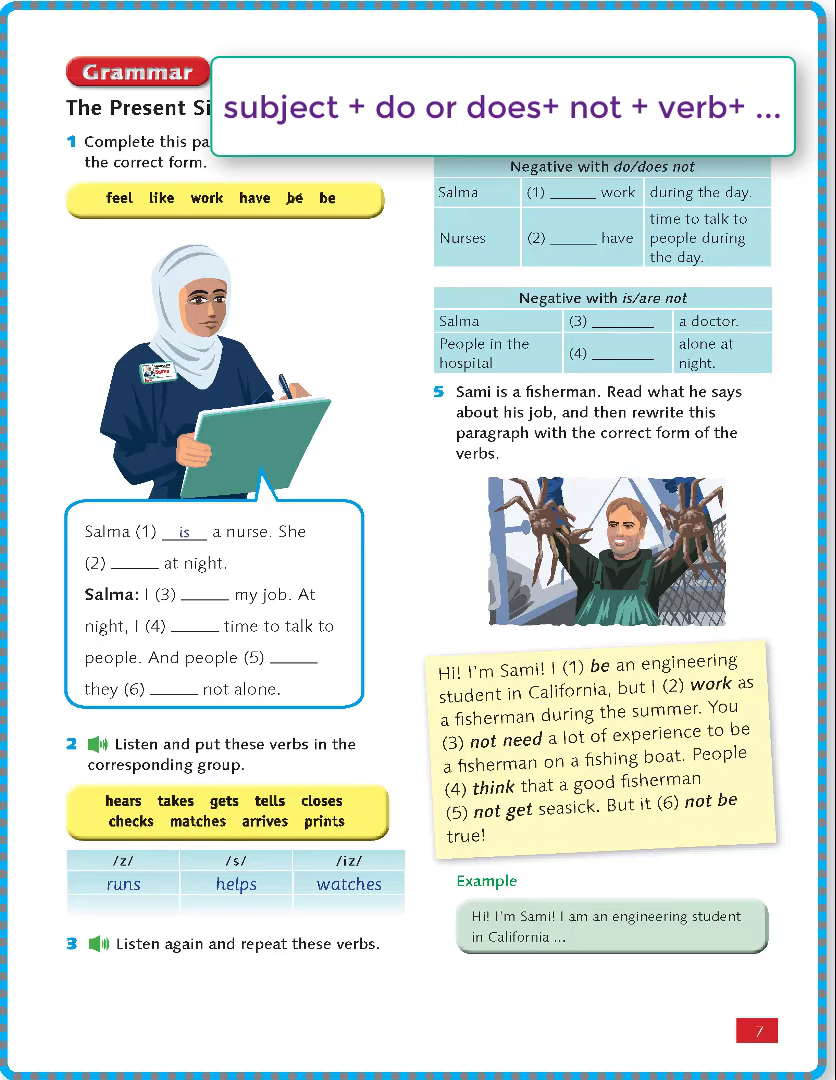 Grammar
The Present Si
subject + do or does+ not + verb+ ...
1 Complete this pa
the correct form.
feel like work have be be
Salma (1) is a nurse. She
(2) ______ at night.
Salma: I (3) ______ my job. At
night, I (4) ______ time to talk to
people. And people (5) ______
they (6) ______ not alone.
2 Listen and put these verbs in the
corresponding group.
hears takes gets tells closes
checks matches arrives prints
/z/ /s/ /iz/
runs helps watches
3 Listen again and repeat these verbs.
Negative with do/does not
Salma (1) ______ work during the day.
Nurses (2) ______ have time to talk to
people during
the day.
Negative with is/are not
Salma (3) ________ a doctor.
People in the
hospital (4) ________ alone at
night.
5 Sami is a fisherman. Read what he says
about his job, and then rewrite this
paragraph with the correct form of the
verbs.
Hi! I'm Sami! I (1) be an engineering
student in California, but I (2) work as
a fisherman during the summer. You
(3) not need a lot of experience to be
a fisherman on a fishing boat. People
(4) think that a good fisherman
(5) not get seasick. But it (6) not be
true!
Example
Hi! I'm Sami! I am an engineering student
in California ...
7